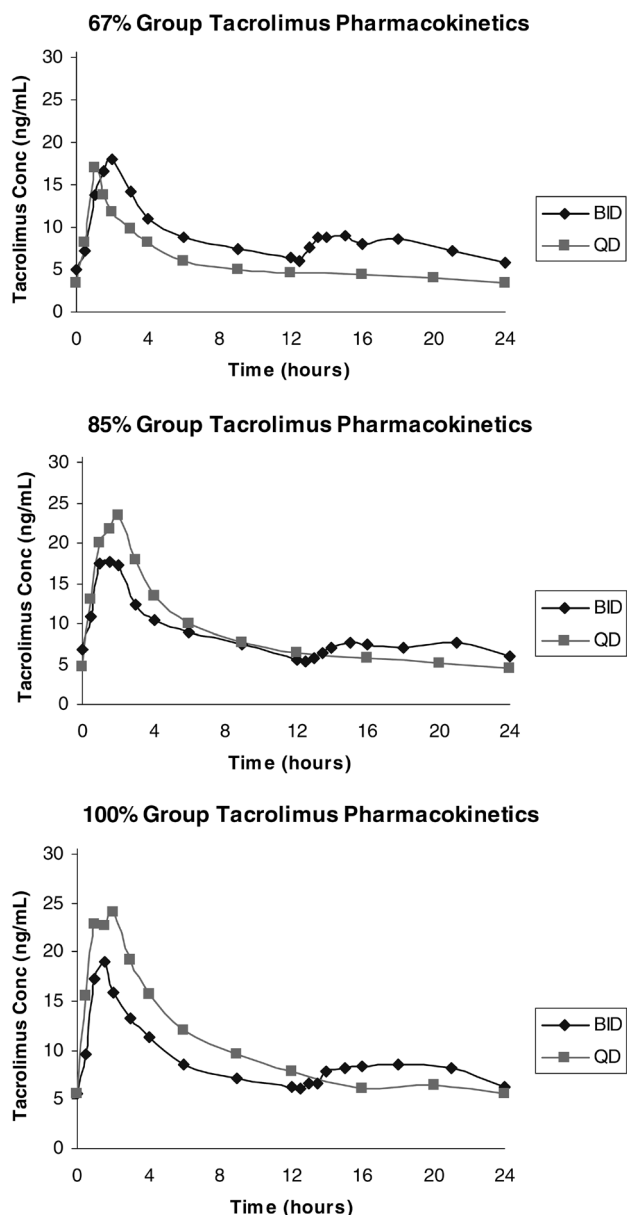 67% Group Tacrolimus Pharmacokinetics
30
25
20
15
10
5
0
Tacrolimus Conc (ng/mL)
0 4 8 12 16 20 24
Time (hours)
BID
QD
85% Group Tacrolimus Pharmacokinetics
30
25
20
15
10
5
0
Tacrolimus Conc (ng/mL)
0 4 8 12 16 20 24
Time (hours)
BID
QD
100% Group Tacrolimus Pharmacokinetics
30
25
20
15
10
5
0
Tacrolimus Conc (ng/mL)
0 4 8 12 16 20 24
Time (hours)
BID
QD